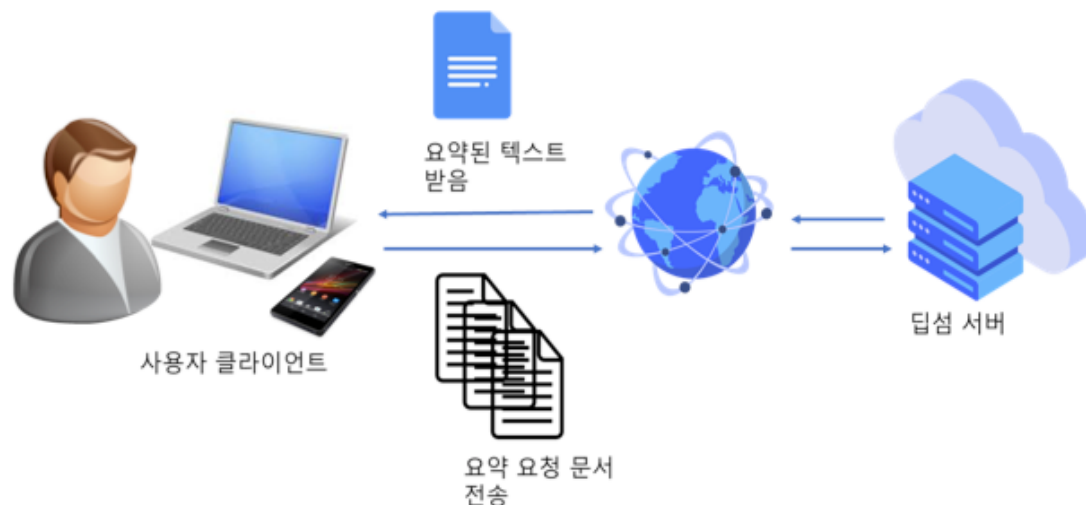 요약된 텍스트
받음
딥섬 서버
사용자 클라이언트
요약 요청 문서
전송